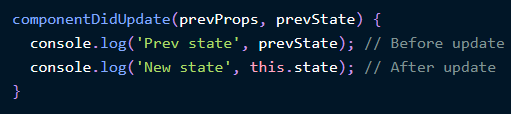 componentDidUpdate(prevProps, prevState) {
  console.log('Prev state', prevState); // Before update
  console.log('New state', this.state); // After update
}